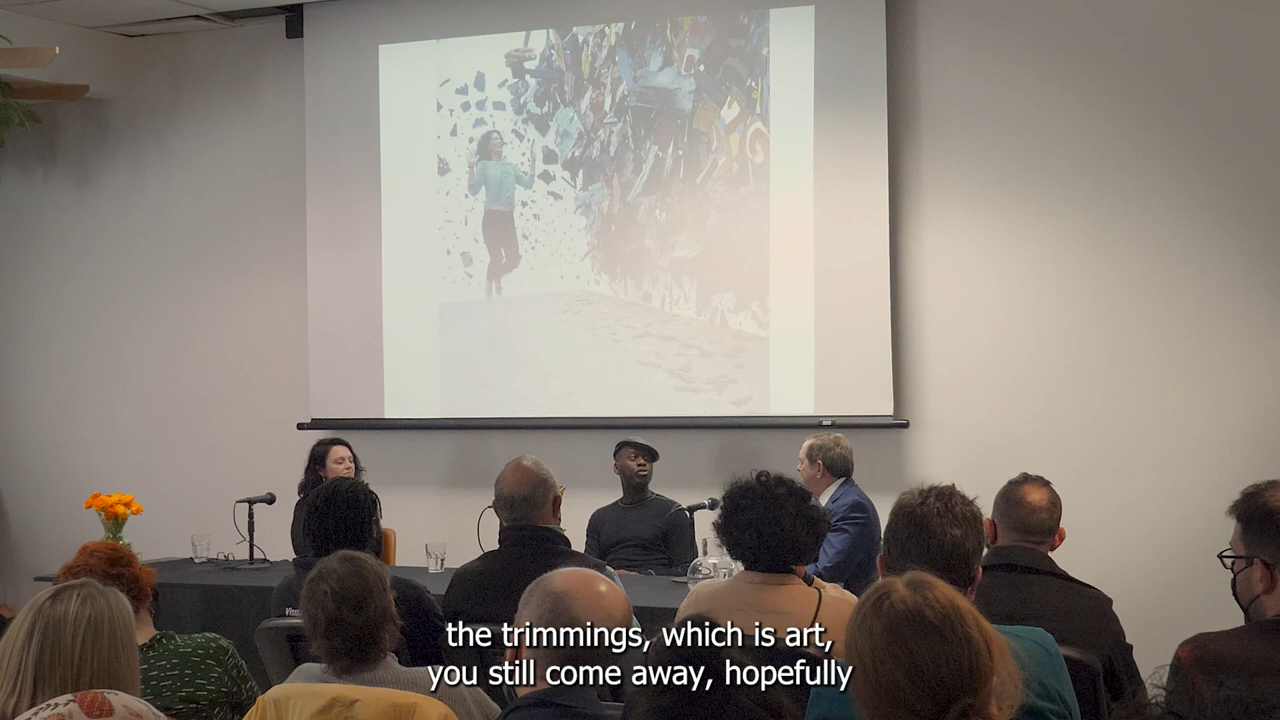 the trimmings, which is art,
you still come away, hopefully